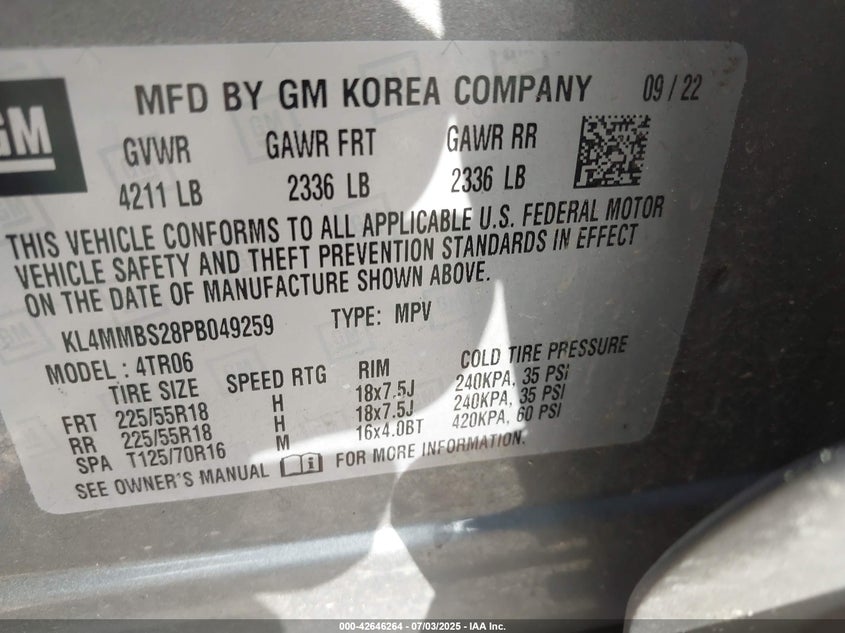 GM
MFD BY GM KOREA COMPANY 09/22
GVWR GAWR FRT GAWR RR
4211 LB 2336 LB 2336 LB
THIS VEHICLE CONFORMS TO ALL APPLICABLE U.S. FEDERAL MOTOR
VEHICLE SAFETY AND THEFT PREVENTION STANDARDS IN EFFECT
ON THE DATE OF MANUFACTURE SHOWN ABOVE.
KL4MMBS28PB049259 TYPE: MPV
MODEL : 4TR06
TIRE SIZE SPEED RTG RIM COLD TIRE PRESSURE
FRT 225/55R18 H 18x7.5J 240KPA, 35 PSI
RR 225/55R18 H 18x7.5J 240KPA, 35 PSI
SPA T125/70R16 M 16x4.0BT 420KPA, 60 PSI
SEE OWNER'S MANUAL FOR MORE INFORMATION.
000-42646264 - 07/03/2025 - IAA Inc.